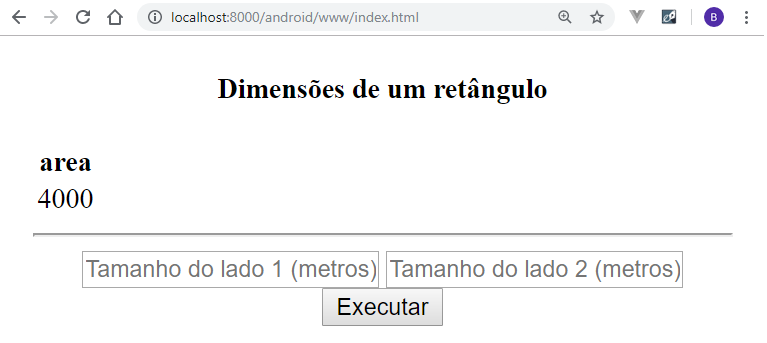 localhost:8000/android/www/index.html
B
Dimensões de um retângulo
area
4000
Tamanho do lado 1 (metros) Tamanho do lado 2 (metros)
Executar